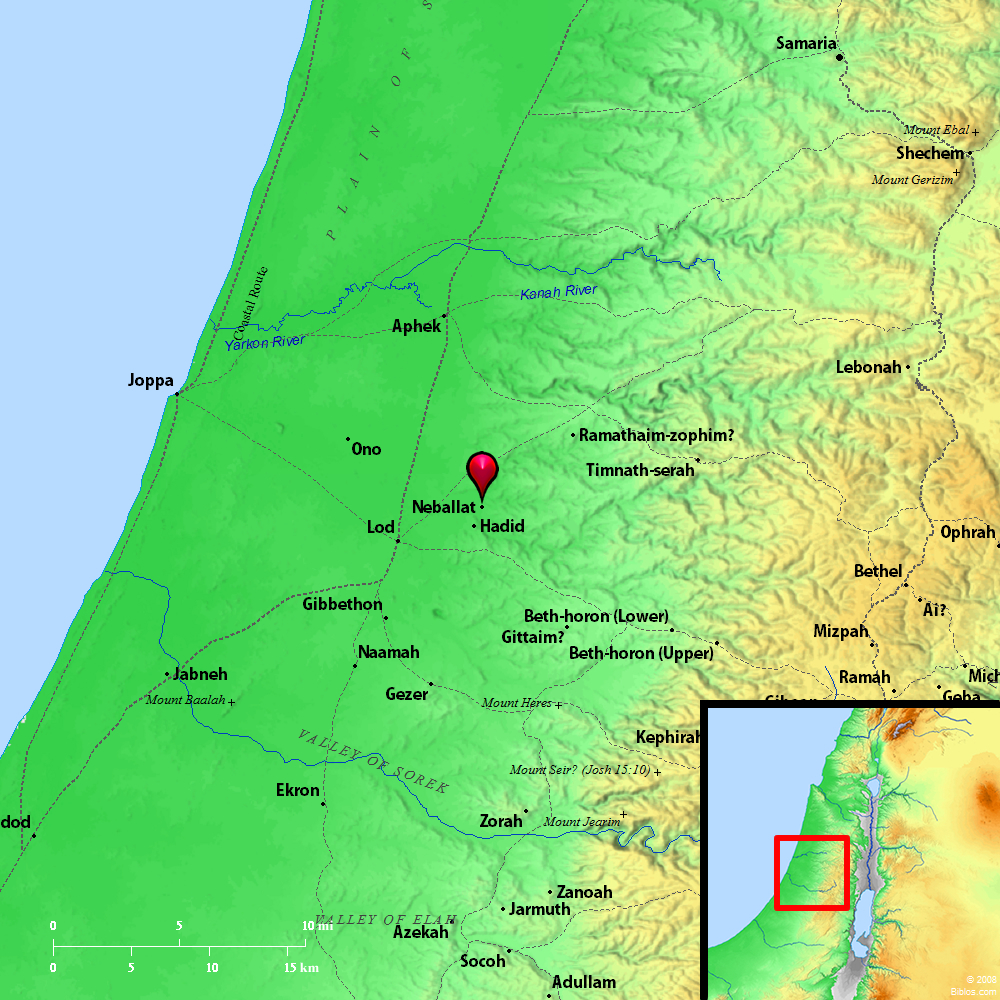 Samaria
Mount Ebal
Shechem
Mount Gerizim
PLAIN OF S
Coastal Route
Kanah River
Yarkon River
Aphek
Joppa
Lebonah
Ono
Ramathaim-zophim?
Timnath-serah
Neballat
Hadid
Lod
Ophrah
Bethel
Ai?
Gibbethon
Beth-horon (Lower)
Gittaim?
Beth-horon (Upper)
Mizpah
Naamah
Jabneh
Mount Baalah
Gezer
Mount Heres
Ramah
Mich
Geba
Kephirah
VALLEY OF SOREK
Mount Seir? (Josh 15:10)
Ekron
Zorah
Mount Jearim
dod
Zanoah
Jarmuth
VALLEY OF ELAH
Azekah
Socoh
Adullam
0 5 10 mi
0 5 10 15 km
© 2008
Biblos.com